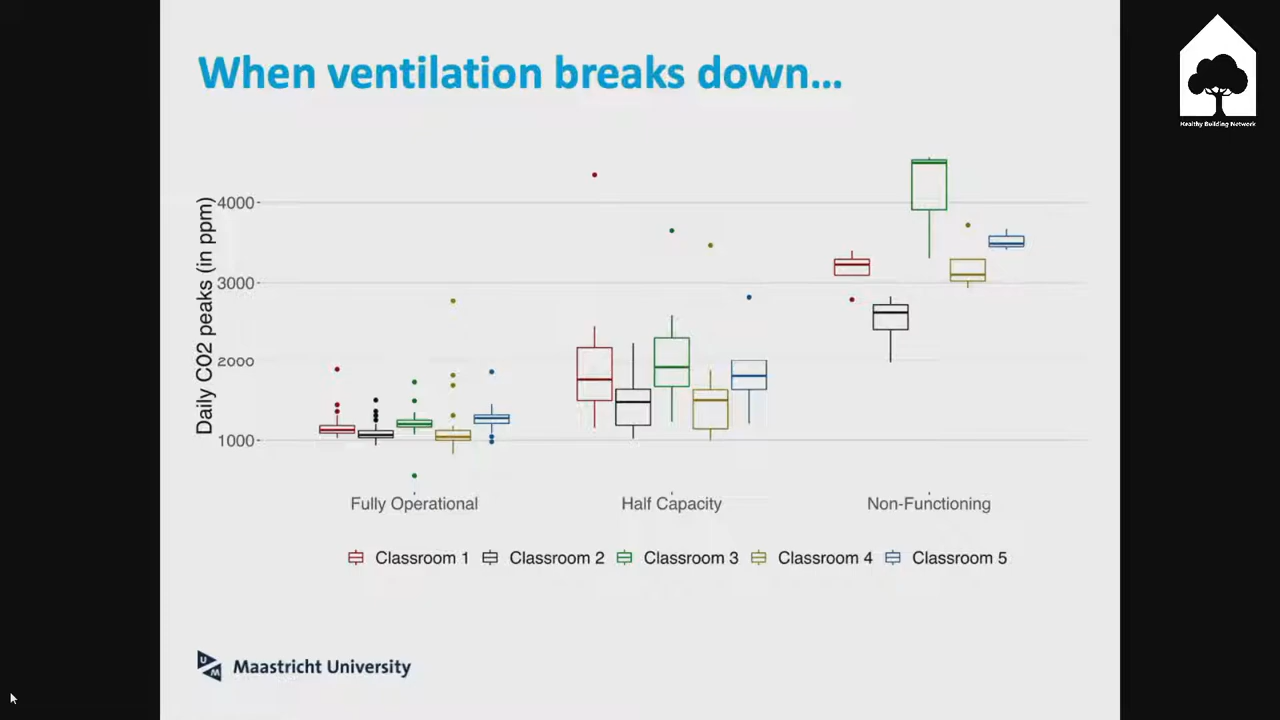 When ventilation breaks down...
Healthy Building Network
Daily CO2 peaks (in ppm)
4000
3000
2000
1000
Fully Operational Half Capacity Non-Functioning
Classroom 1 Classroom 2 Classroom 3 Classroom 4 Classroom 5
UM Maastricht University